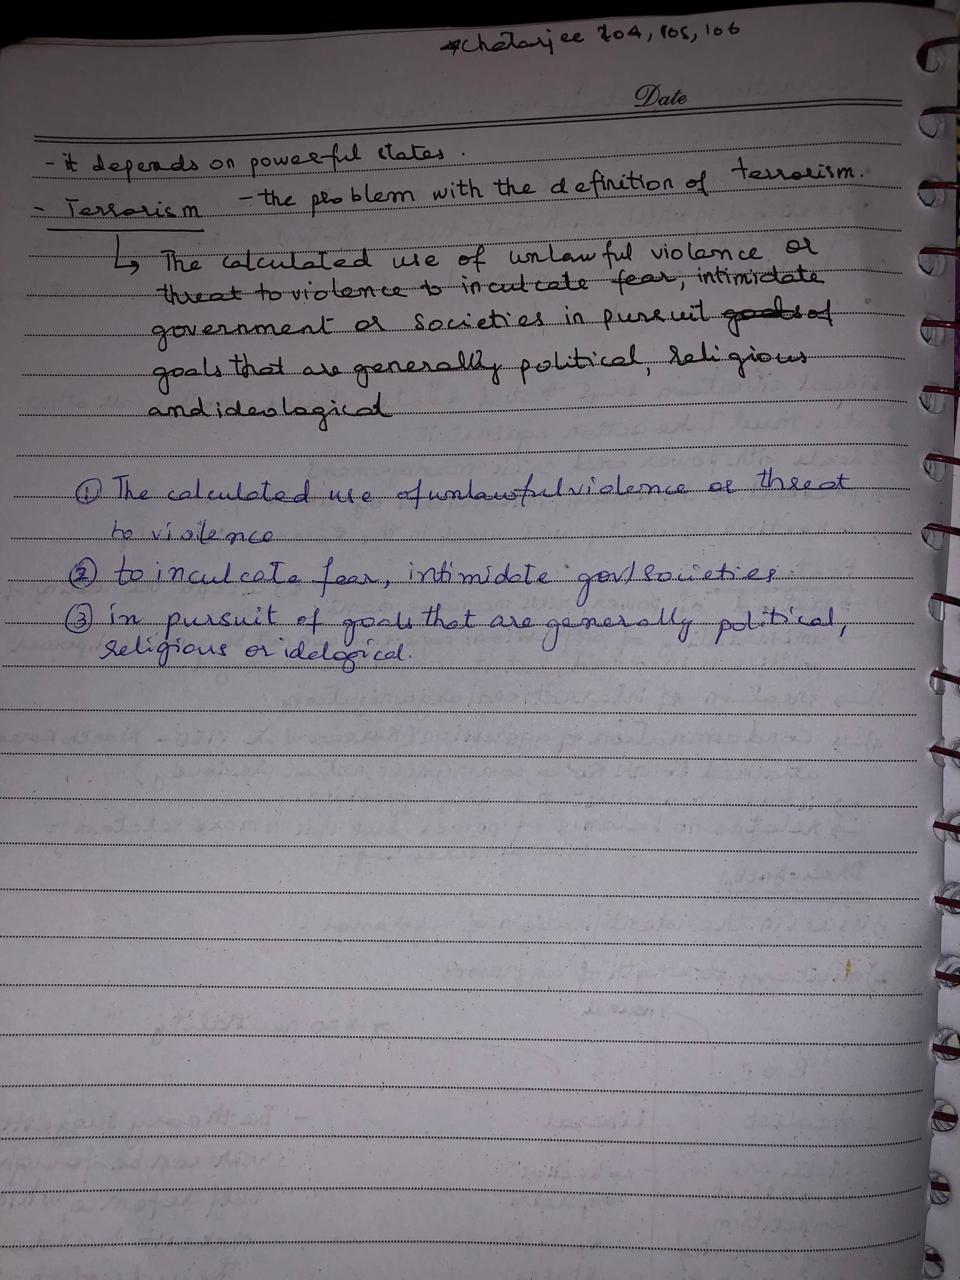 *Chatarjee 104, 105, 106
Date
- it depends on powerful states.
- Terrorism - the problem with the definition of terrorism.
↳ The calculated use of unlawful violence or
threat to violence to incutcate fear, intimidate
government or societies in pursuit goals of
goals that are generally political, religious
and ideological
① The calculated use of unlawful violence or threat
to violence
② to inculcate fear, intimidate gov/societies.
③ in pursuit of goals that are generally political,
religious or idelogical.